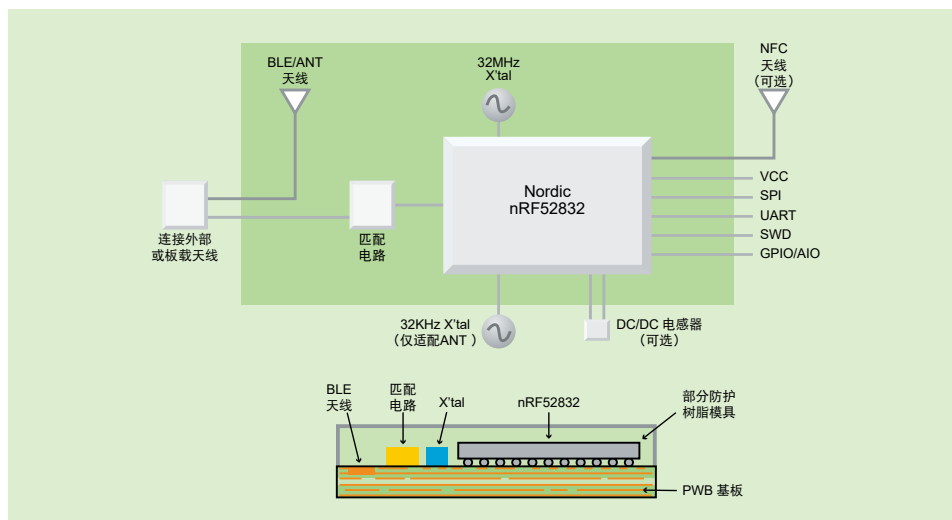 BLE/ANT
天线
32MHz
X'tal
NFC
天线
（可选）
Nordic
nRF52832
VCC
SPI
UART
SWD
GPIO/AIO
连接外部
或板载天线
匹配
电路
32KHz X'tal
（仅适配ANT ）
DC/DC 电感器
（可选）
BLE
天线
匹配
电路
X'tal
nRF52832
部分防护
树脂模具
PWB 基板